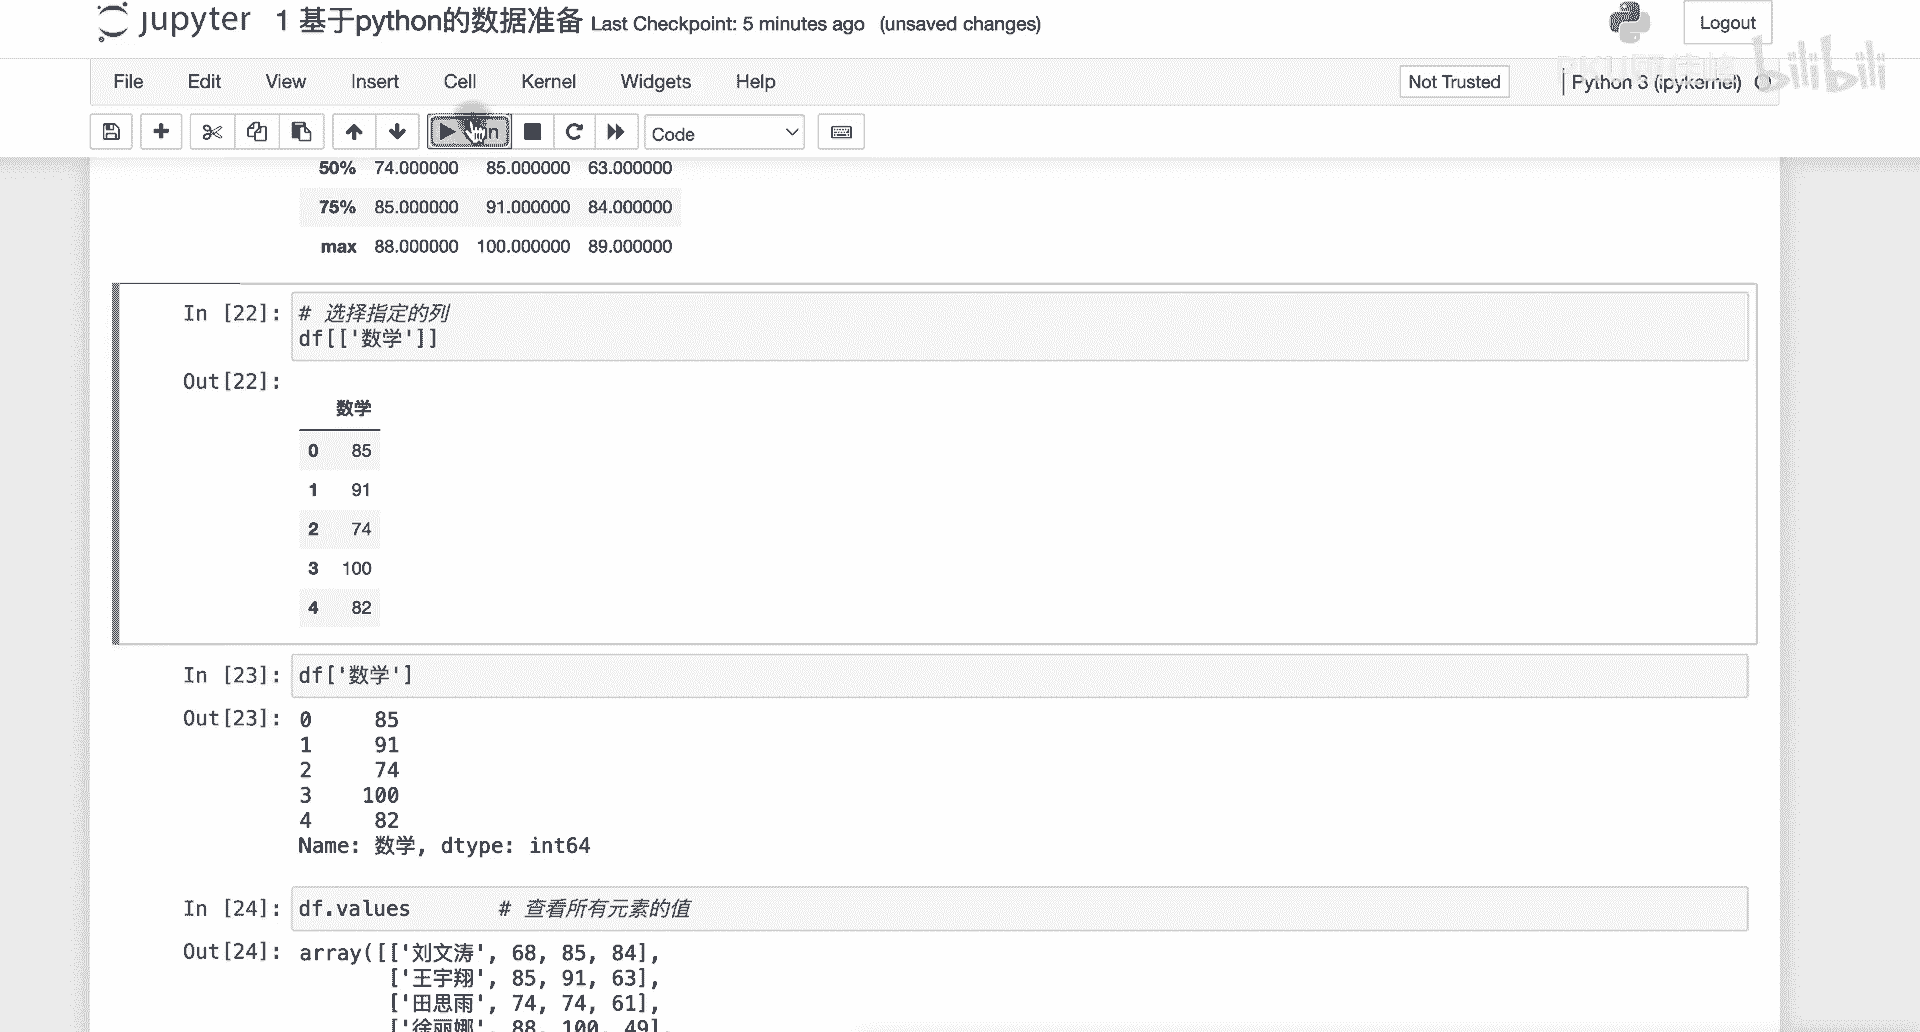 jupyter 1 基于python的数据准备 Last Checkpoint: 5 minutes ago (unsaved changes)
Logout
File Edit View Insert Cell Kernel Widgets Help
Not Trusted
Python 3 (ipykernel)
bilibili
Code
50% 74.000000 85.000000 63.000000
75% 85.000000 91.000000 84.000000
max 88.000000 100.000000 89.000000
In [22]: # 选择指定的列
df[['数学']]
Out[22]:
数学
0 85
1 91
2 74
3 100
4 82
In [23]: df['数学']
Out[23]: 0 85
1 91
2 74
3 100
4 82
Name: 数学, dtype: int64
In [24]: df.values # 查看所有元素的值
Out[24]: array([['刘文涛', 68, 85, 84],
['王宇翔', 85, 91, 63],
['田思雨', 74, 74, 61],
['徐丽娜', 88, 100, 49],